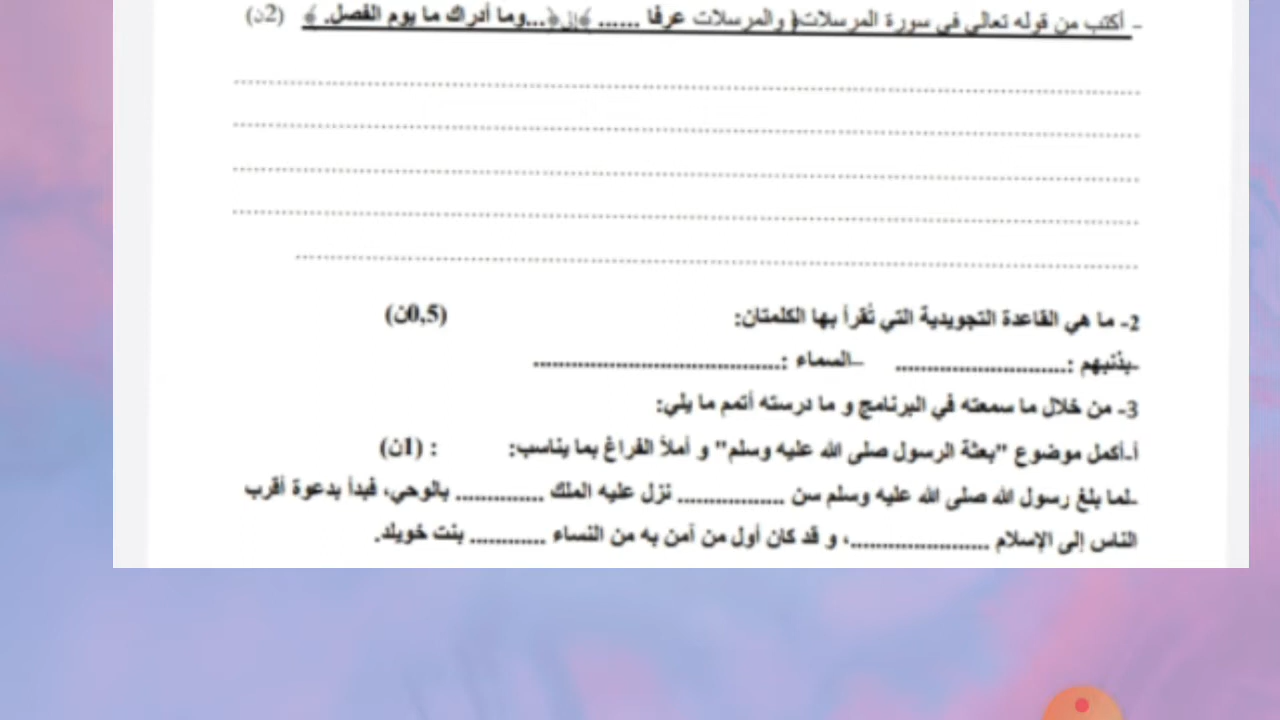 - أكتب من قوله تعالى في سورة المرسلات﴿ والمرسلات عرفا ...... ﴾إلى﴿...وما أدراك ما يوم الفصل. ﴾ (2ن)
2- ما هي القاعدة التجويدية التي تُقرأ بها الكلمتان: (0,5ن)
-بذنبهم :........................... -السماء :.......................................
3- من خلال ما سمعته في البرنامج و ما درسته أتمم ما يلي:
أ-أكمل موضوع "بعثة الرسول صلى الله عليه وسلم" و أملأ الفراغ بما يناسب: : (1ن)
-لما بلغ رسول الله صلى الله عليه وسلم سن ................. نزل عليه الملك .............. بالوحي، فبدأ بدعوة أقرب
الناس إلى الإسلام ......................، و قد كان أول من آمن به من النساء ............ بنت خويلد.